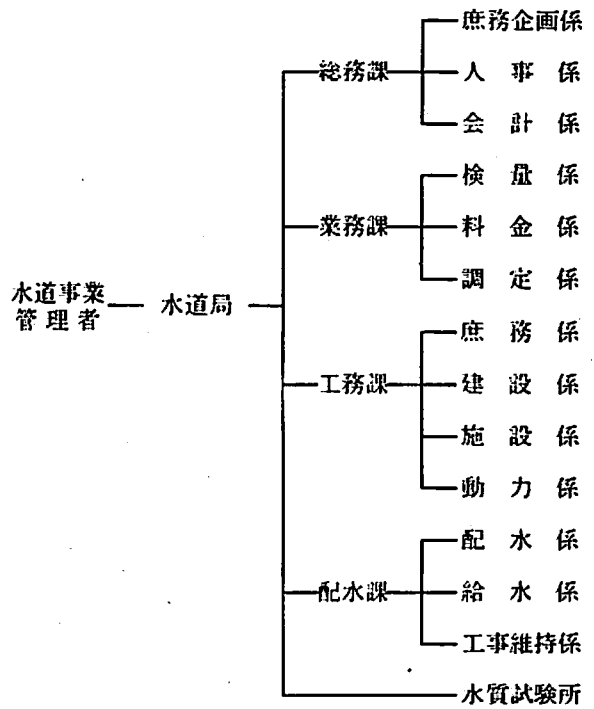 庶務企画係
総務課
人事係
会計係
検量係
業務課
料金係
調定係
水道事業
管理者
水道局
庶務係
工務課
建設係
施設係
動力係
配水係
配水課
給水係
工事維持係
水質試験所